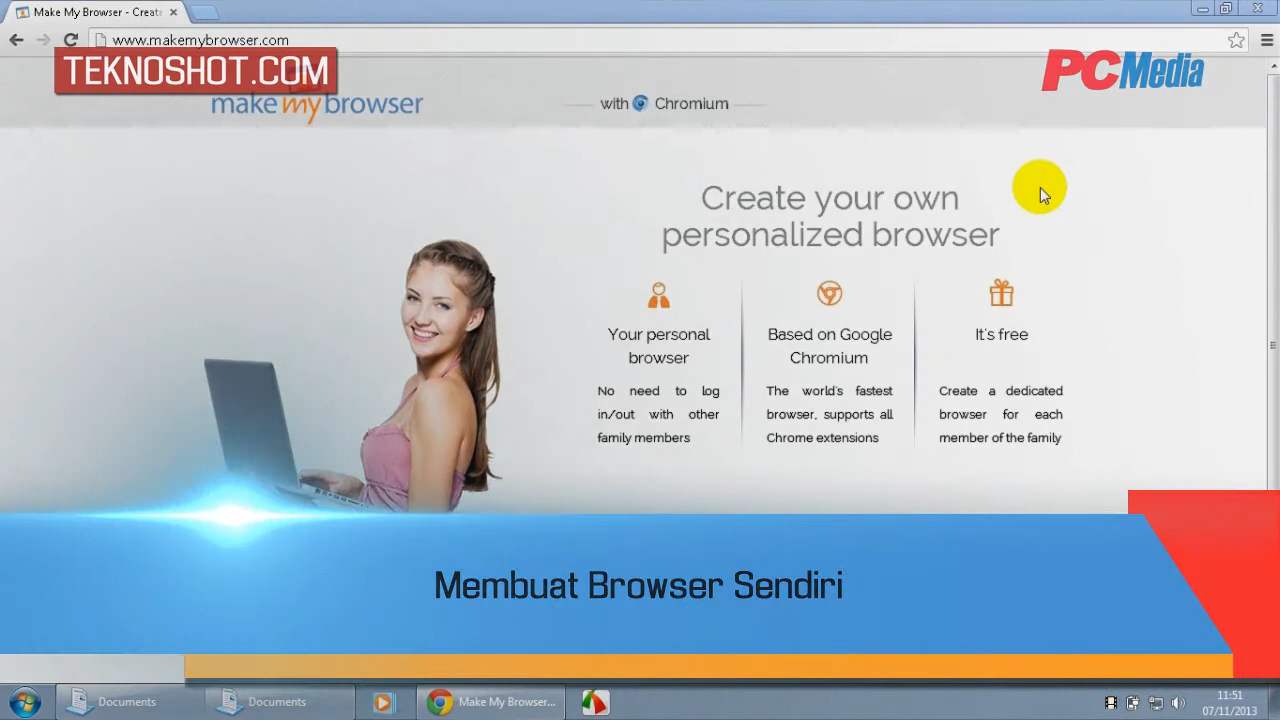 Make My Browser - Creat
www.makemybrowser.com
TEKNOSHOT.COM
PCMedia
make my browser
with Chromium
Create your own
personalized browser
Your personal
browser
No need to log
in/out with other
family members
Based on Google
Chromium
The world's fastest
browser, supports all
Chrome extensions
It's free
Create a dedicated
browser for each
member of the family
Membuat Browser Sendiri
Documents
Documents
Make My Browser...
11:51
07/11/2013